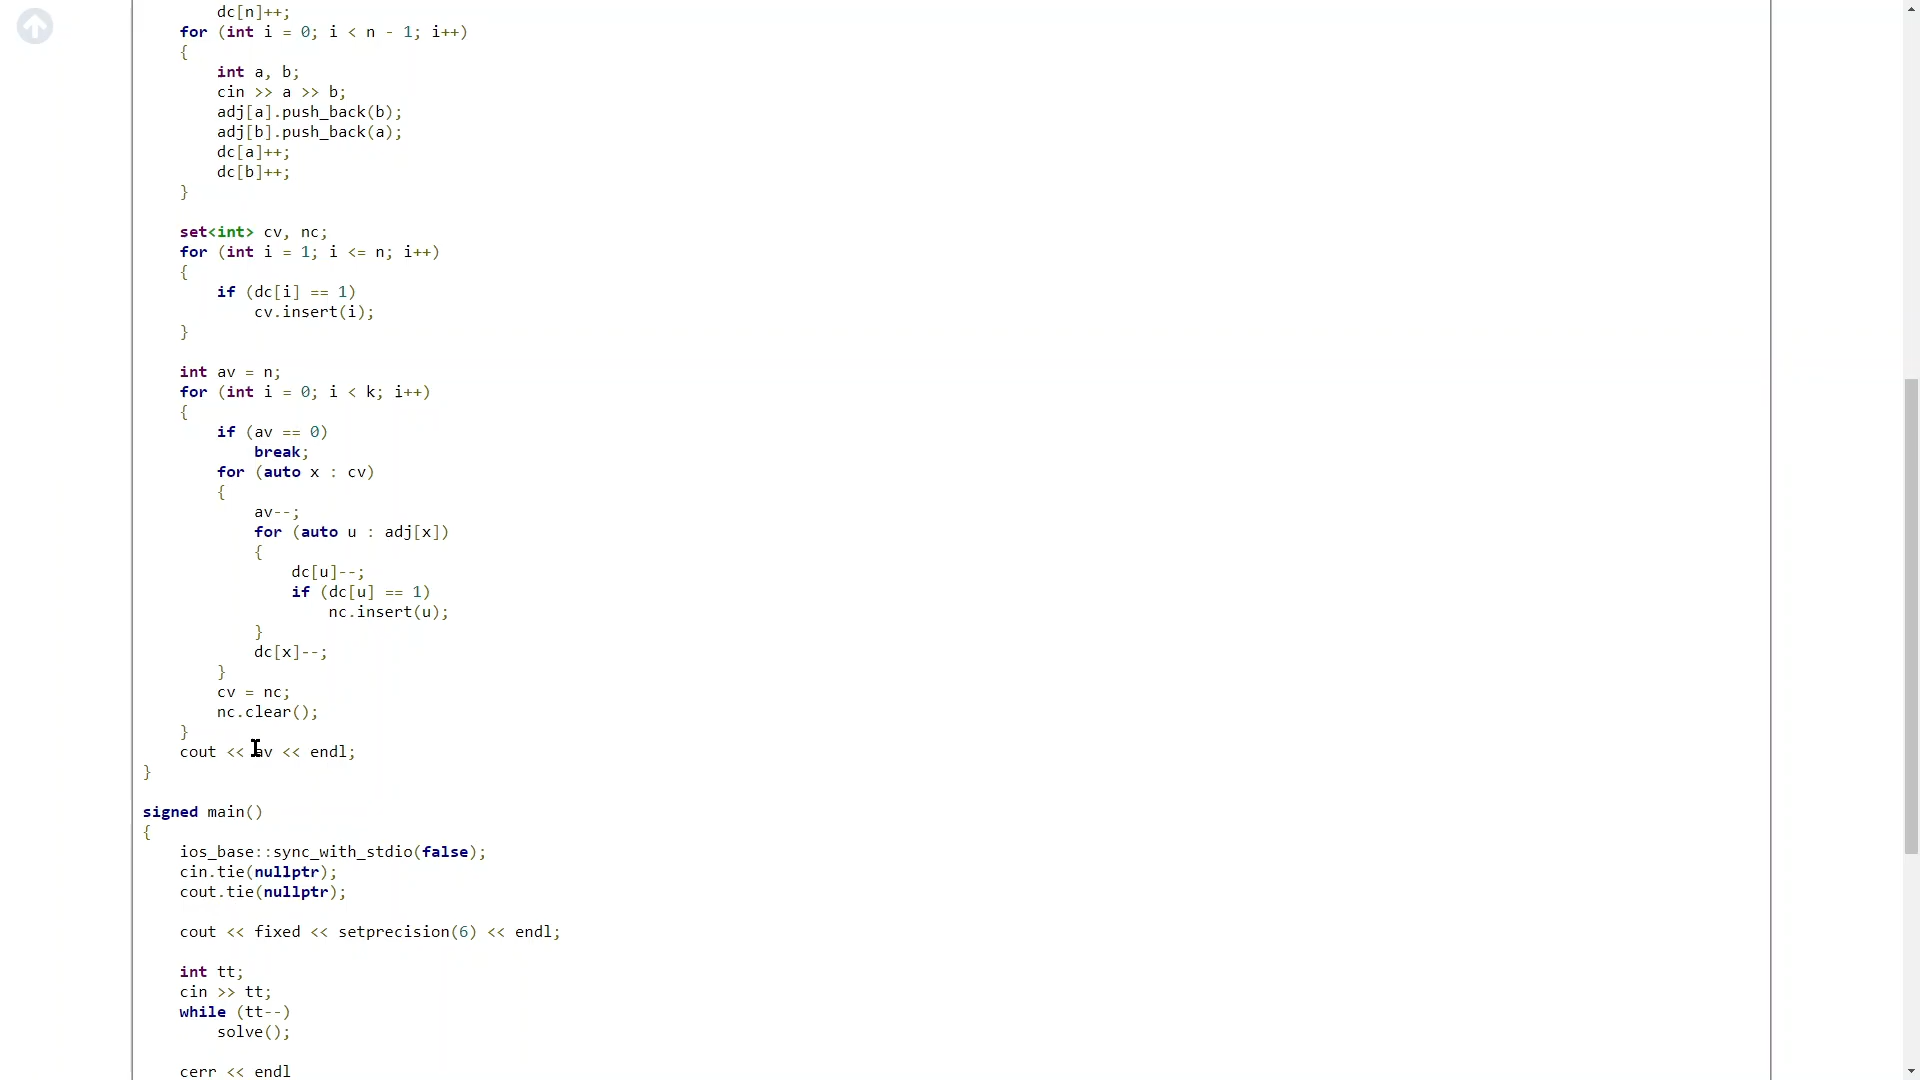 dc[n]++;
for (int i = 0; i < n - 1; i++)
{
int a, b;
cin >> a >> b;
adj[a].push_back(b);
adj[b].push_back(a);
dc[a]++;
dc[b]++;
}
set<int> cv, nc;
for (int i = 1; i <= n; i++)
{
if (dc[i] == 1)
cv.insert(i);
}
int av = n;
for (int i = 0; i < k; i++)
{
if (av == 0)
break;
for (auto x : cv)
{
av--;
for (auto u : adj[x])
{
dc[u]--;
if (dc[u] == 1)
nc.insert(u);
}
dc[x]--;
}
cv = nc;
nc.clear();
}
cout << av << endl;
}
signed main()
{
ios_base::sync_with_stdio(false);
cin.tie(nullptr);
cout.tie(nullptr);
cout << fixed << setprecision(6) << endl;
int tt;
cin >> tt;
while (tt--)
solve();
cerr << endl